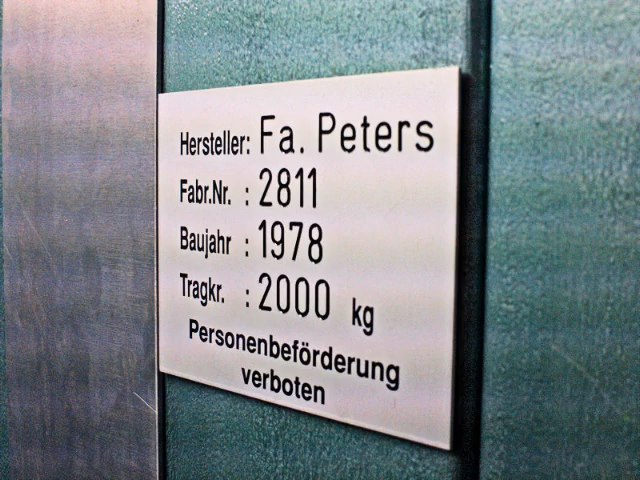 Hersteller: Fa. Peters
Fabr.Nr. : 2811
Baujahr : 1978
Tragkr. : 2000 kg
Personenbeförderung
verboten